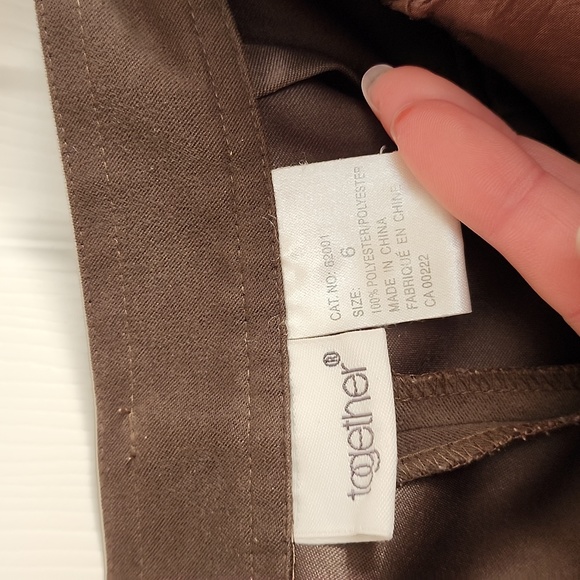 CAT. NO: 62001
SIZE: 6
100% POLYESTER/POLYESTER
MADE IN CHINA
FABRIQUÉ EN CHINE
CA 00222
together®